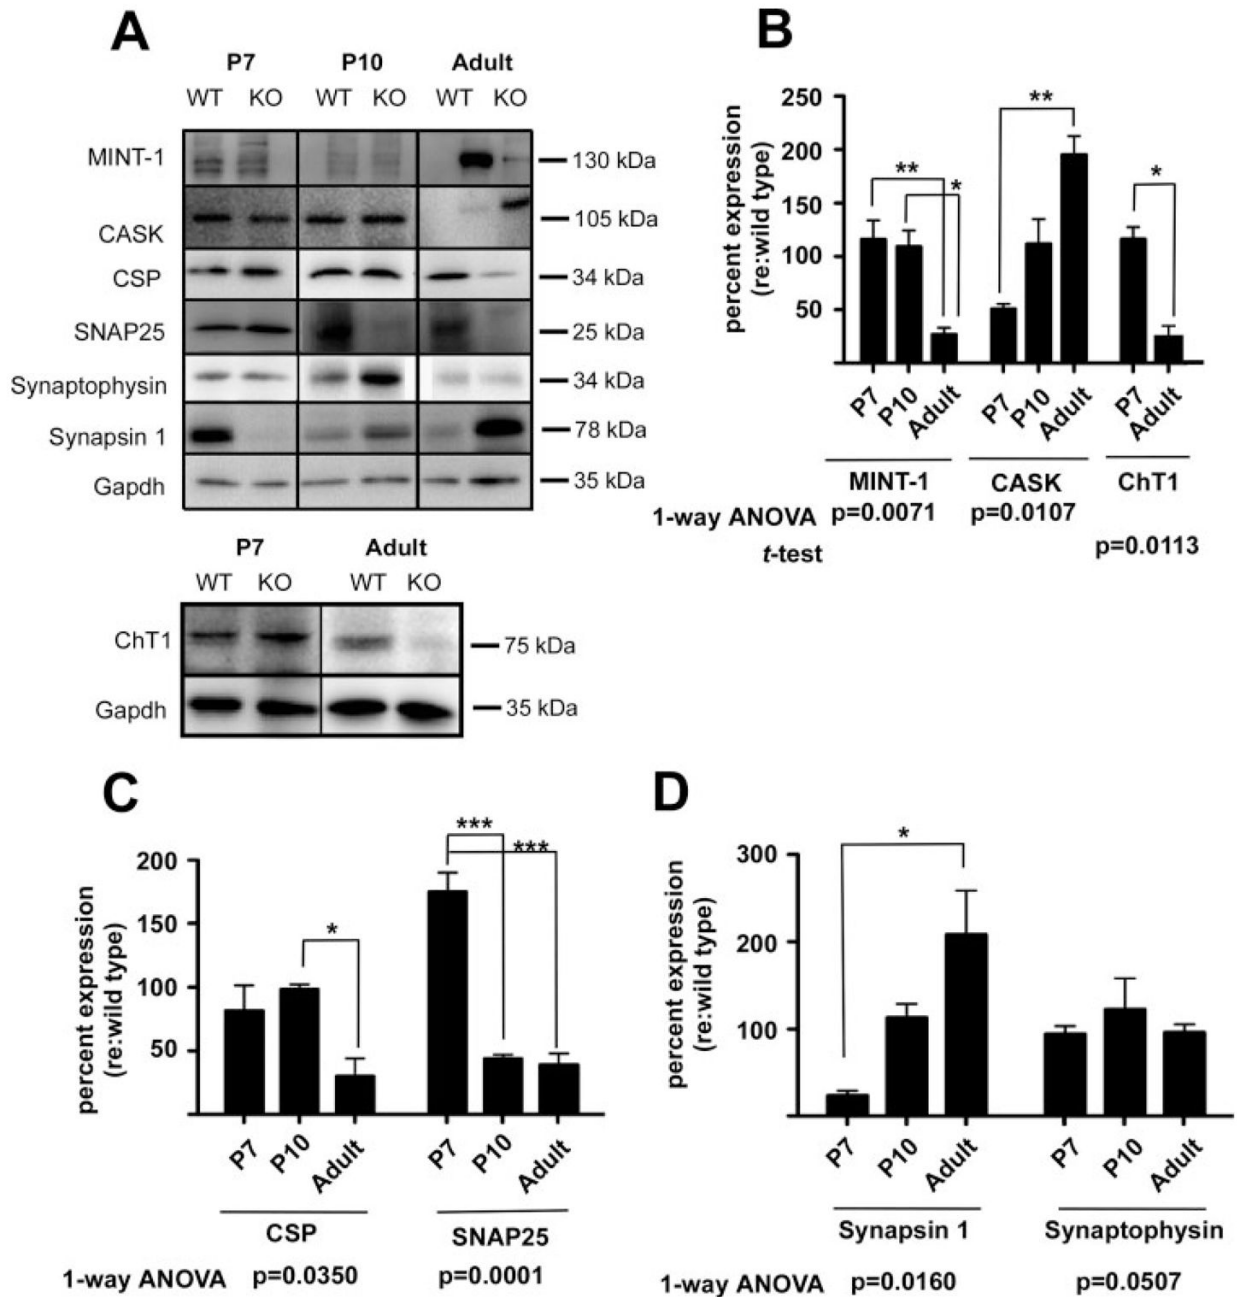 A
P7 P10 Adult
WT KO WT KO WT KO
MINT-1 130 kDa
CASK 105 kDa
CSP 34 kDa
SNAP25 25 kDa
Synaptophysin 34 kDa
Synapsin 1 78 kDa
Gapdh 35 kDa
P7 Adult
WT KO WT KO
ChT1 75 kDa
Gapdh 35 kDa
B
percent expression
(re:wild type)
250
200
150
100
50
** * ** *
P7 P10 Adult P7 P10 Adult P7 Adult
MINT-1 CASK ChT1
1-way ANOVA p=0.0071 p=0.0107
t-test p=0.0113
C
percent expression
(re:wild type)
200
150
100
50
* *** ***
P7 P10 Adult P7 P10 Adult
CSP SNAP25
1-way ANOVA p=0.0350 p=0.0001
D
percent expression
(re:wild type)
300
200
100
*
P7 P10 Adult P7 P10 Adult
Synapsin 1 Synaptophysin
1-way ANOVA p=0.0160 p=0.0507